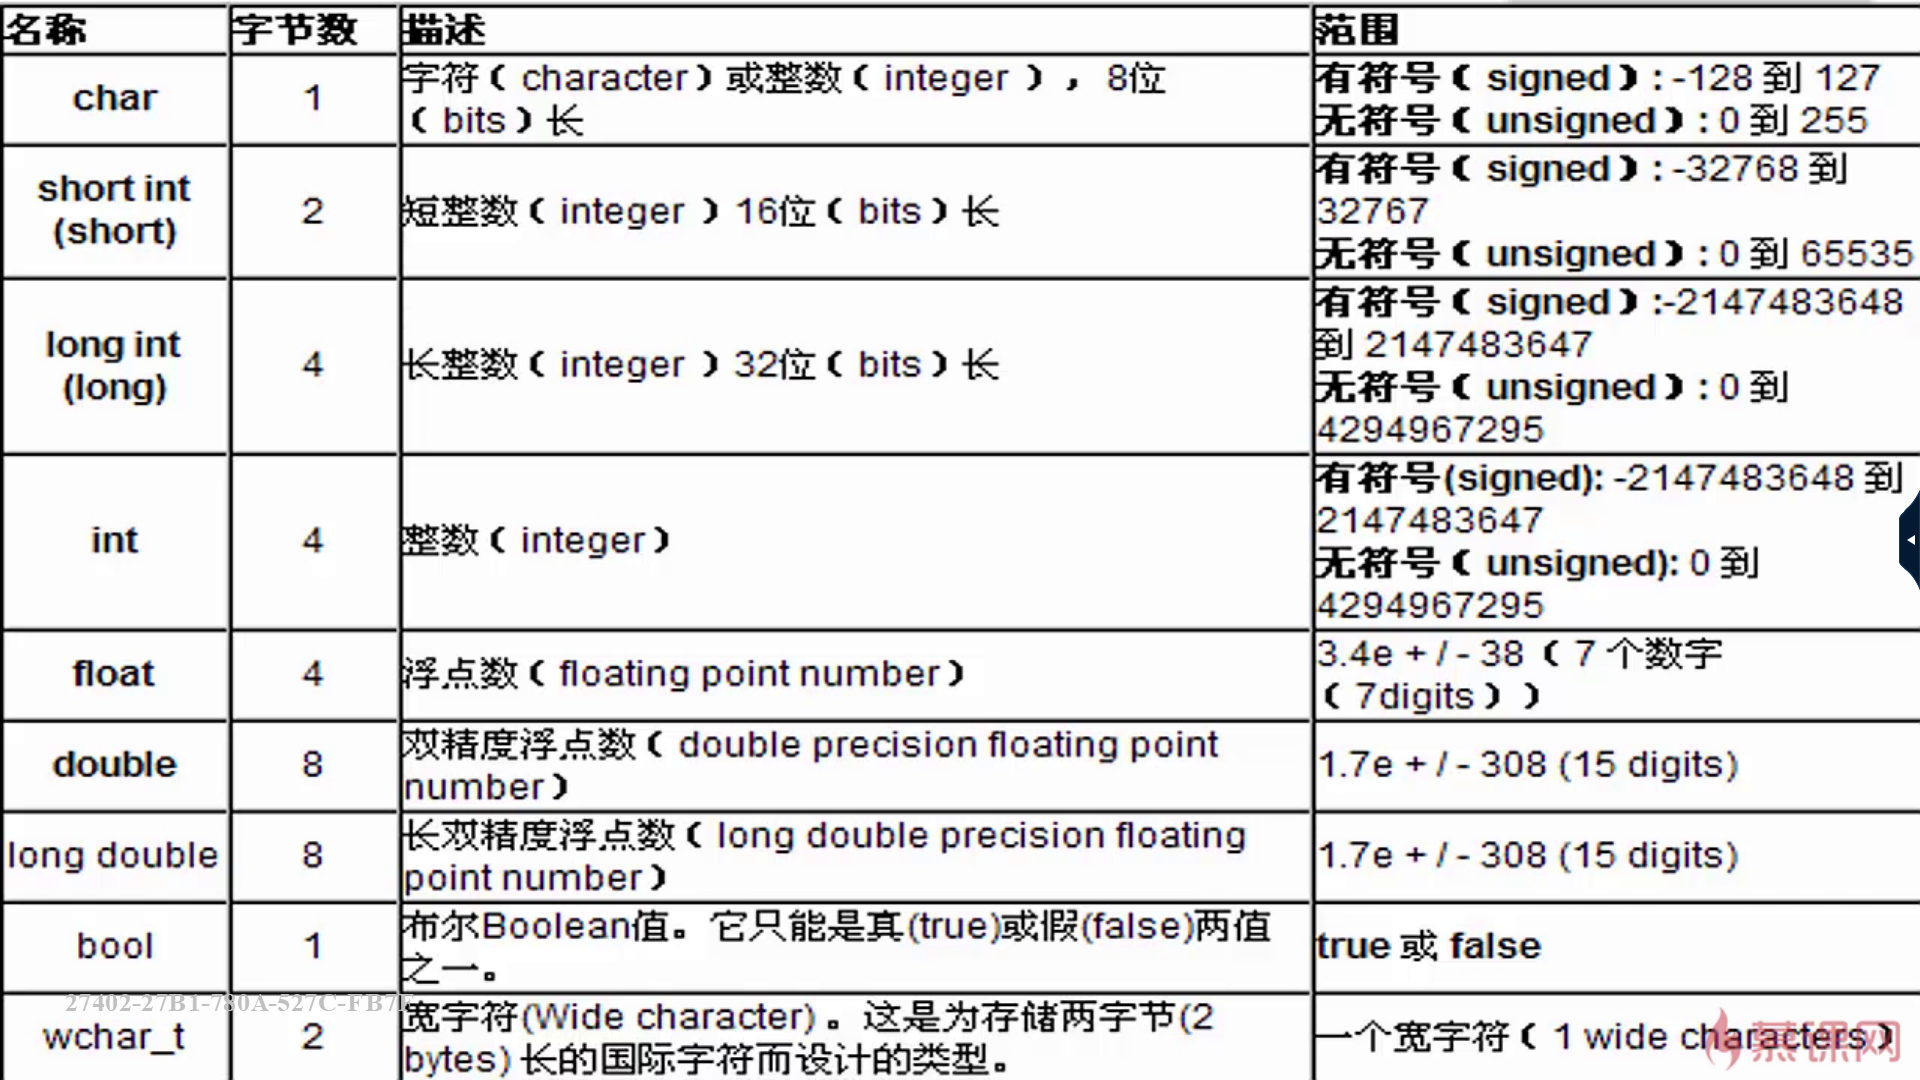 名称 字节数 描述 范围
char 1 字符（character）或整数（integer ），8位 有符号（signed）: -128 到 127
（bits）长 无符号（unsigned）: 0 到 255
short int
(short) 2 短整数（integer ）16位（bits）长 有符号（signed）: -32768 到
32767
无符号（unsigned）: 0 到 65535
long int
(long) 4 长整数（integer ）32位（bits）长 有符号（signed）:-2147483648
到 2147483647
无符号（unsigned）: 0 到
4294967295
int 4 整数（integer） 有符号(signed): -2147483648 到
2147483647
无符号（unsigned): 0 到
4294967295
float 4 浮点数（floating point number） 3.4e + / - 38（7 个数字
（7digits））
double 8 双精度浮点数（double precision floating point
number） 1.7e + / - 308 (15 digits)
long double 8 长双精度浮点数（long double precision floating
point number） 1.7e + / - 308 (15 digits)
bool 1 布尔Boolean值。它只能是真(true)或假(false)两值
之一。 true 或 false
wchar_t 2 宽字符(Wide character)。这是为存储两字节(2
bytes) 长的国际字符而设计的类型。 一个宽字符（1 wide characters）
27402-27B1-780A-527C-FB7F
慕课网